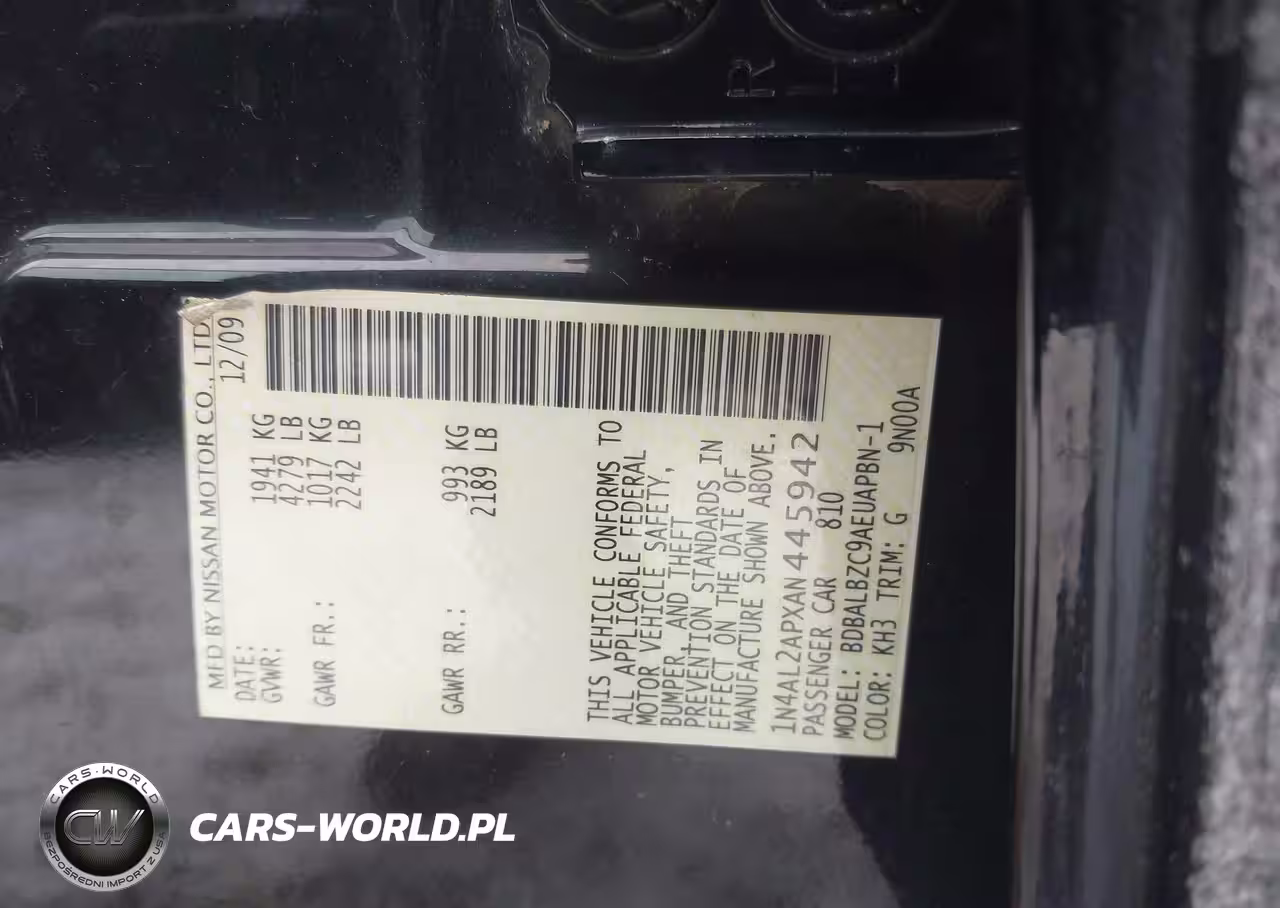 MFD BY NISSAN MOTOR CO., LTD.
DATE: 12/09
GVWR: 1941 KG
4279 LB
GAWR FR.: 1017 KG
2242 LB
GAWR RR.: 993 KG
2189 LB
THIS VEHICLE CONFORMS TO
ALL APPLICABLE FEDERAL
MOTOR VEHICLE SAFETY,
BUMPER, AND THEFT
PREVENTION STANDARDS IN
EFFECT ON THE DATE OF
MANUFACTURE SHOWN ABOVE.
1N4AL2APXAN445942
PASSENGER CAR 810
MODEL: BDBALBZC9AEUAPBN-1
COLOR: KH3 TRIM: G 9N00A
R
CARS-WORLD
CW
BEZPOŚREDNI IMPORT Z USA
CARS-WORLD.PL